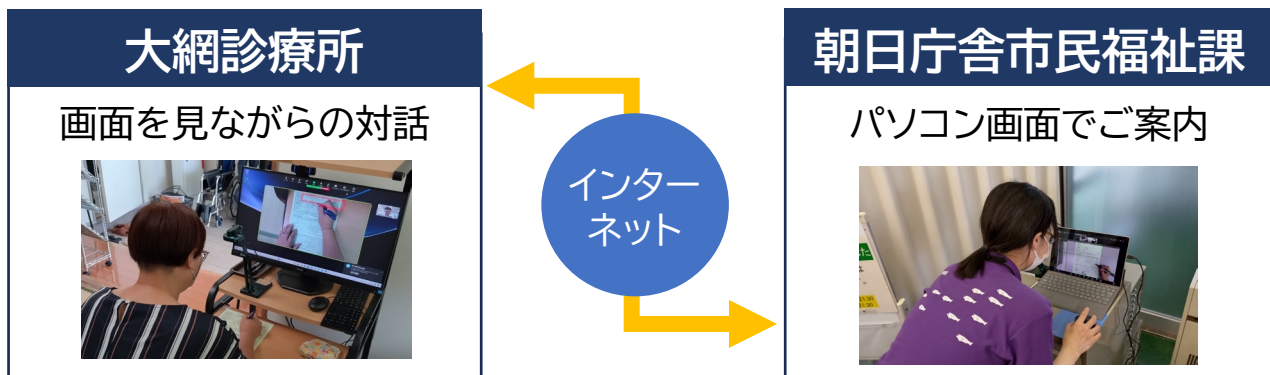 大網診療所
画面を見ながらの対話
インター
ネット
朝日庁舎市民福祉課
パソコン画面でご案内